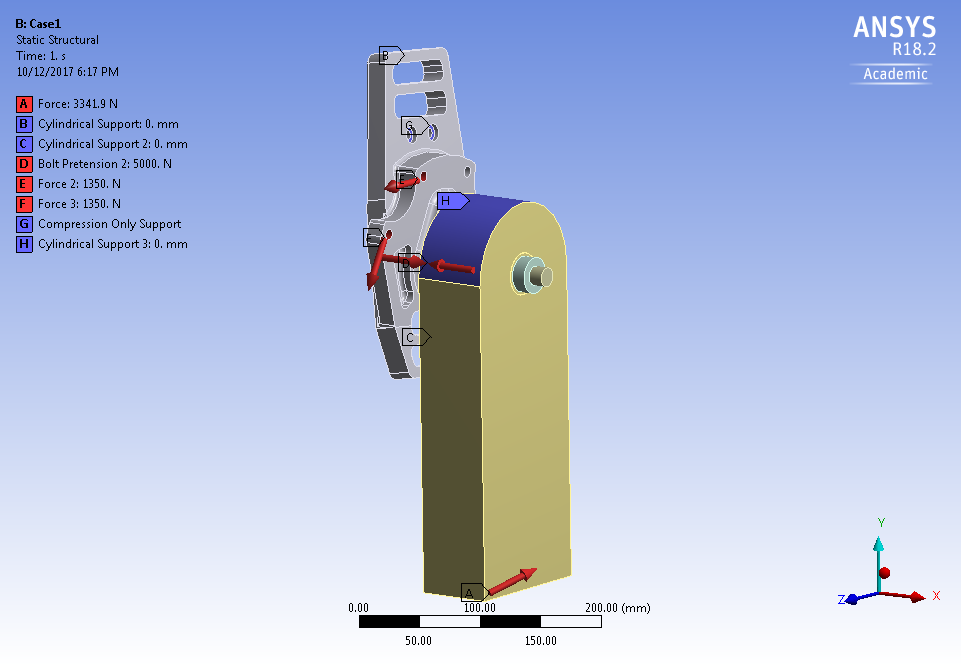 B: Case1
Static Structural
Time: 1. s
10/12/2017 6:17 PM
A Force: 3341.9 N
B Cylindrical Support: 0. mm
C Cylindrical Support 2: 0. mm
D Bolt Pretension 2: 5000. N
E Force 2: 1350. N
F Force 3: 1350. N
G Compression Only Support
H Cylindrical Support 3: 0. mm
ANSYS
R18.2
Academic
B
G
E
H
F
D
C
A
0.00 100.00 200.00 (mm)
50.00 150.00
Y
Z X